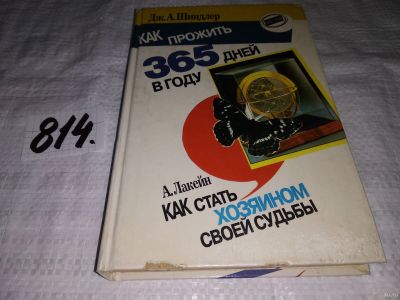 Дж.А.Шиндлер
КАК ПРОЖИТЬ
365 ДНЕЙ
В ГОДУ
814.
А.Лакейн
КАК СТАТЬ
ХОЗЯИНОМ
СВОЕЙ СУДЬБЫ